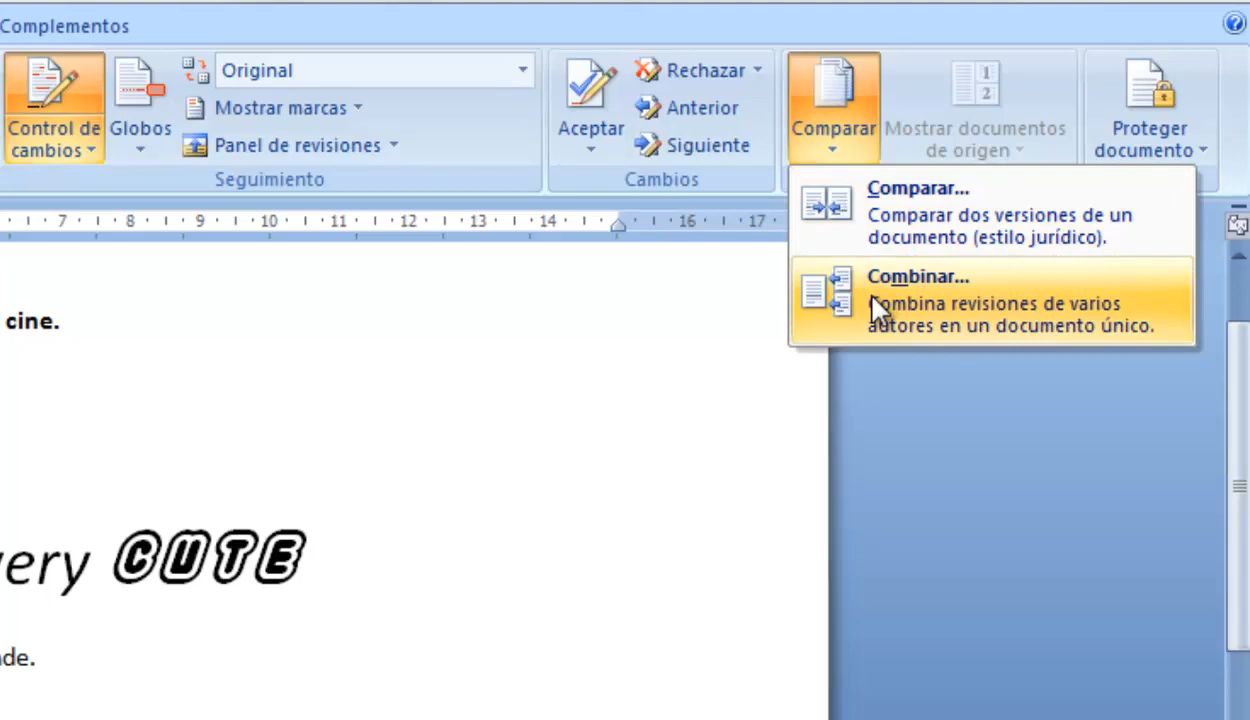 Complementos
Original
Control de
cambios
Globos
Mostrar marcas
Panel de revisiones
Seguimiento
Aceptar
Rechazar
Anterior
Siguiente
Cambios
Comparar
Mostrar documentos
de origen
1
2
Proteger
documento
Comparar...
Comparar dos versiones de un
documento (estilo jurídico).
Combinar...
Combina revisiones de varios
autores en un documento único.
7 8 9 10 11 12 13 14 16 17
cine.
CUTE